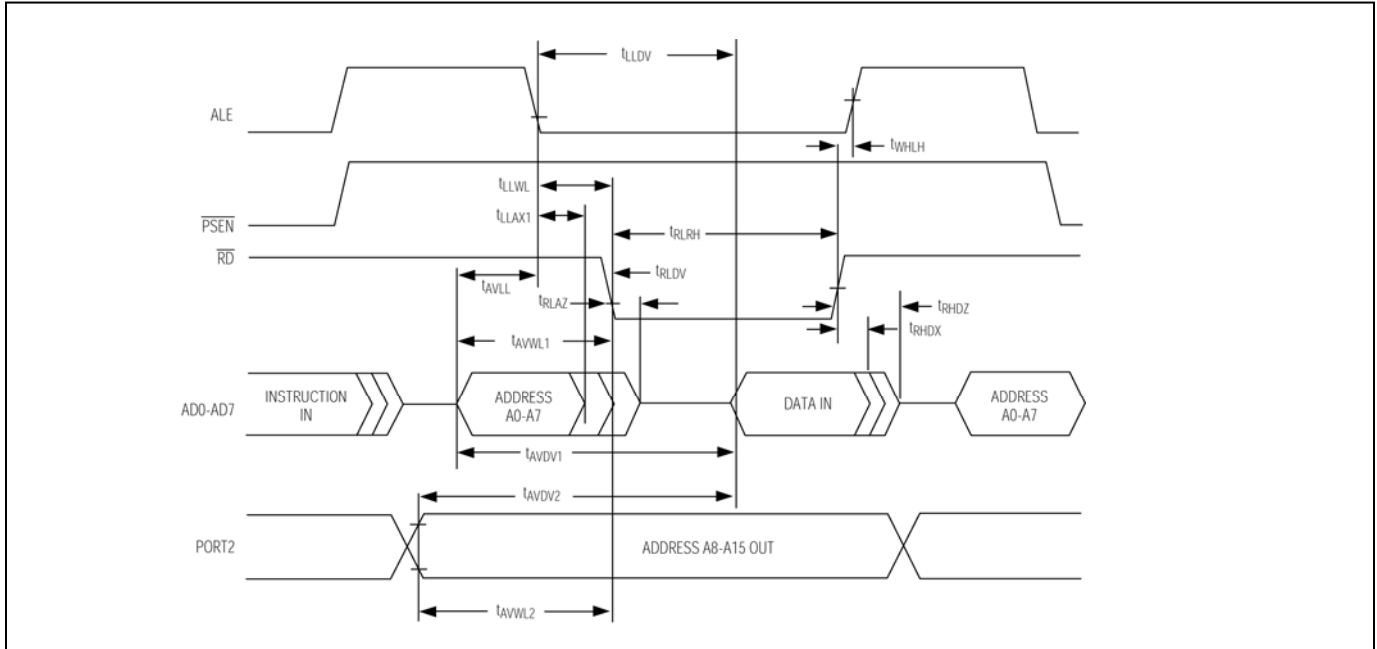 tLLDV
ALE
tWHLH
tLLWL
tLLAX1
PSEN
tRLRH
RD
tRLDV
tAVLL
tRLAZ
tRHDZ
tRHDX
tAVWL1
AD0-AD7
INSTRUCTION
IN
ADDRESS
A0-A7
DATA IN
ADDRESS
A0-A7
tAVDV1
tAVDV2
PORT2
ADDRESS A8-A15 OUT
tAVWL2